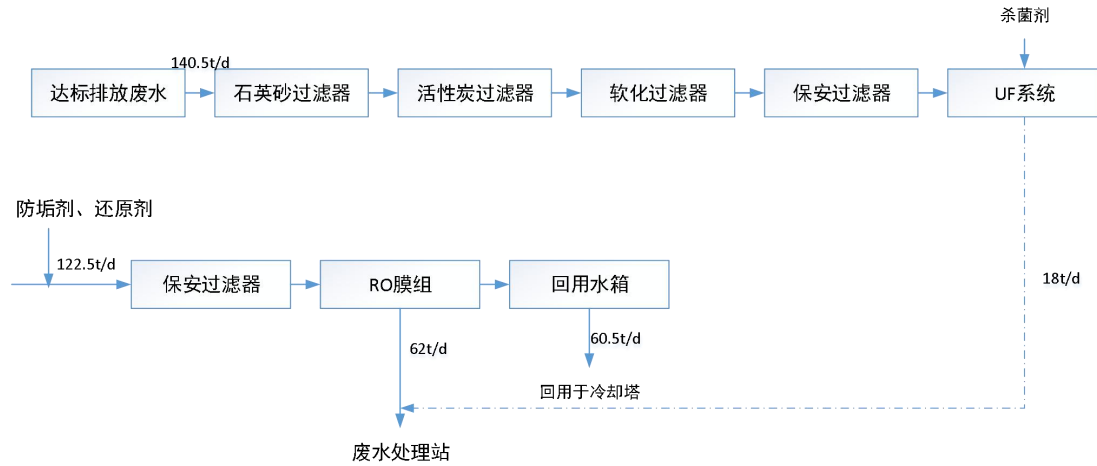 杀菌剂
140.5t/d
达标排放废水
石英砂过滤器
活性炭过滤器
软化过滤器
保安过滤器
UF系统
防垢剂、还原剂
122.5t/d
保安过滤器
RO膜组
回用水箱
18t/d
62t/d
60.5t/d
回用于冷却塔
废水处理站